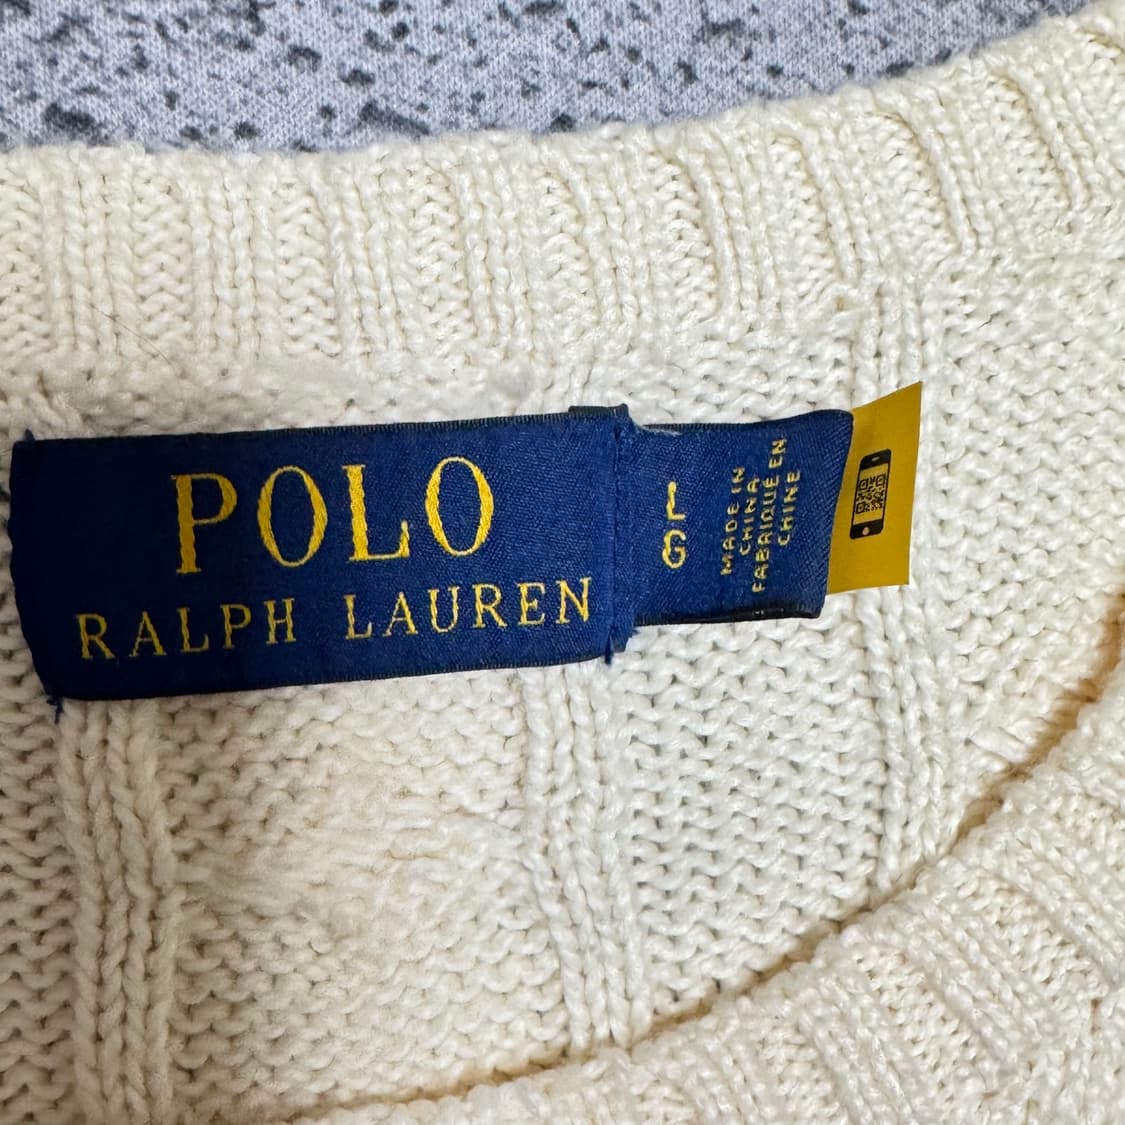 POLO
RALPH LAUREN
L
G
MADE IN
CHINA
FABRIQUÉ EN
CHINE